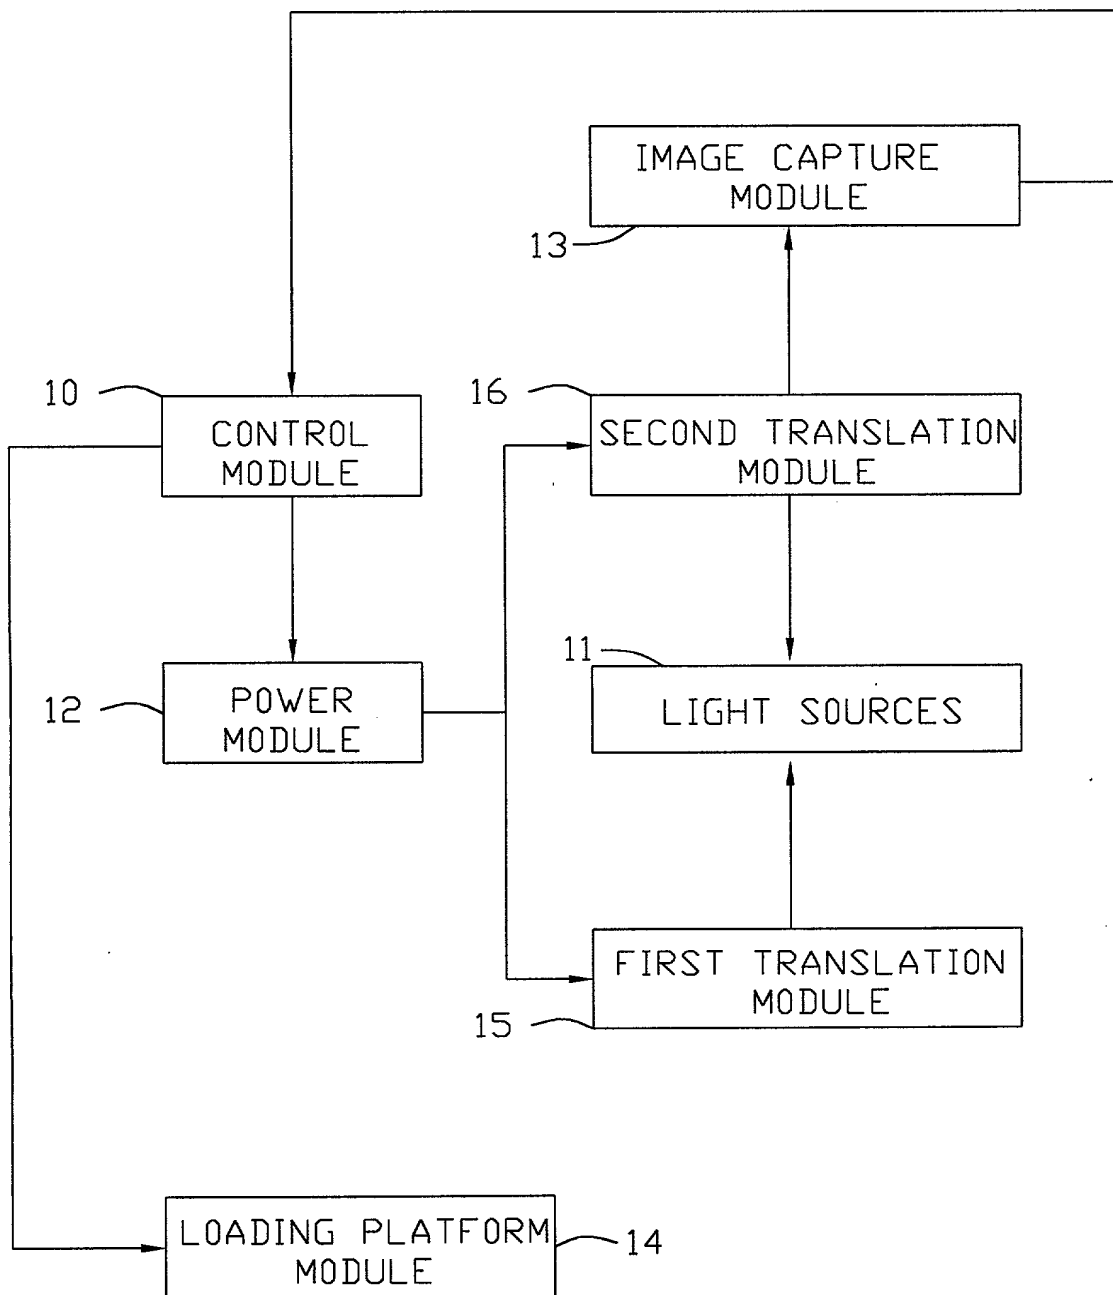 IMAGE CAPTURE
MODULE
13
10
CONTROL
MODULE
16
SECOND TRANSLATION
MODULE
12
POWER
MODULE
11
LIGHT SOURCES
FIRST TRANSLATION
MODULE
15
LOADING PLATFORM
MODULE
14